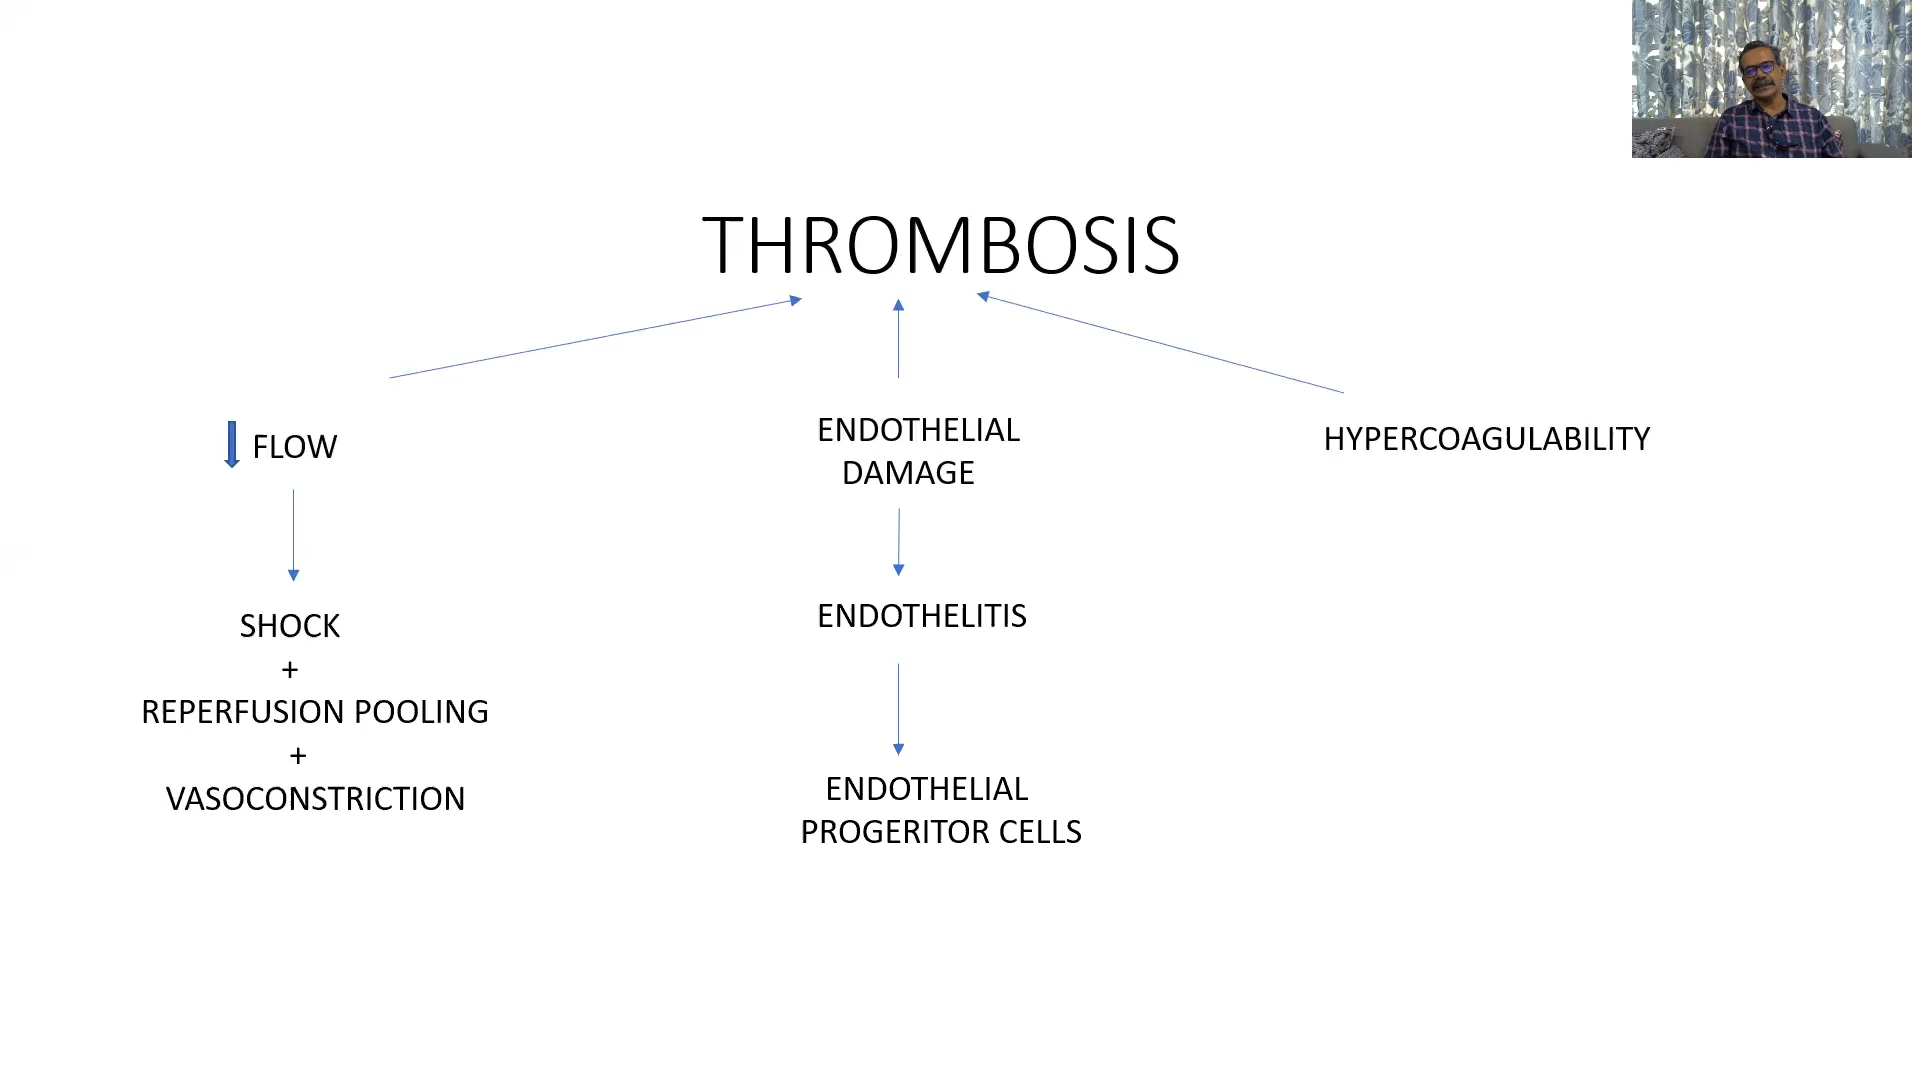 THROMBOSIS
FLOW
SHOCK
+
REPERFUSION POOLING
+
VASOCONSTRICTION
ENDOTHELIAL
DAMAGE
ENDOTHELITIS
ENDOTHELIAL
PROGERITOR CELLS
HYPERCOAGULABILITY